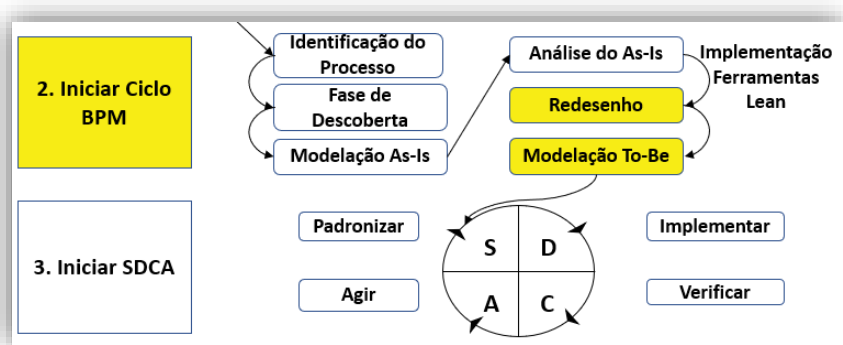 2. Iniciar Ciclo
BPM
Identificação do
Processo
Fase de
Descoberta
Modelação As-Is
Análise do As-Is
Redesenho
Modelação To-Be
Implementação
Ferramentas
Lean
3. Iniciar SDCA
Padronizar
Agir
S
D
A
C
Implementar
Verificar